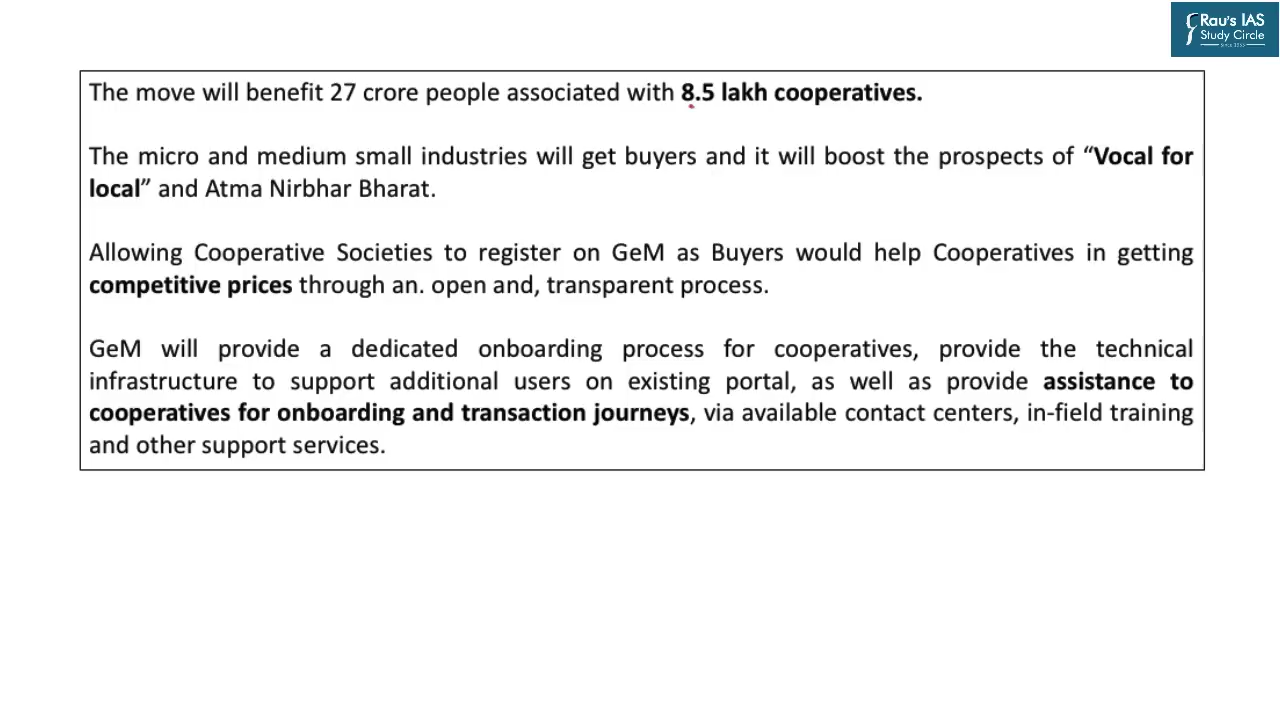 Rau's IAS
Study Circle
Since 1953
The move will benefit 27 crore people associated with 8.5 lakh cooperatives.
The micro and medium small industries will get buyers and it will boost the prospects of “Vocal for
local” and Atma Nirbhar Bharat.
Allowing Cooperative Societies to register on GeM as Buyers would help Cooperatives in getting
competitive prices through an. open and, transparent process.
GeM will provide a dedicated onboarding process for cooperatives, provide the technical
infrastructure to support additional users on existing portal, as well as provide assistance to
cooperatives for onboarding and transaction journeys, via available contact centers, in-field training
and other support services.